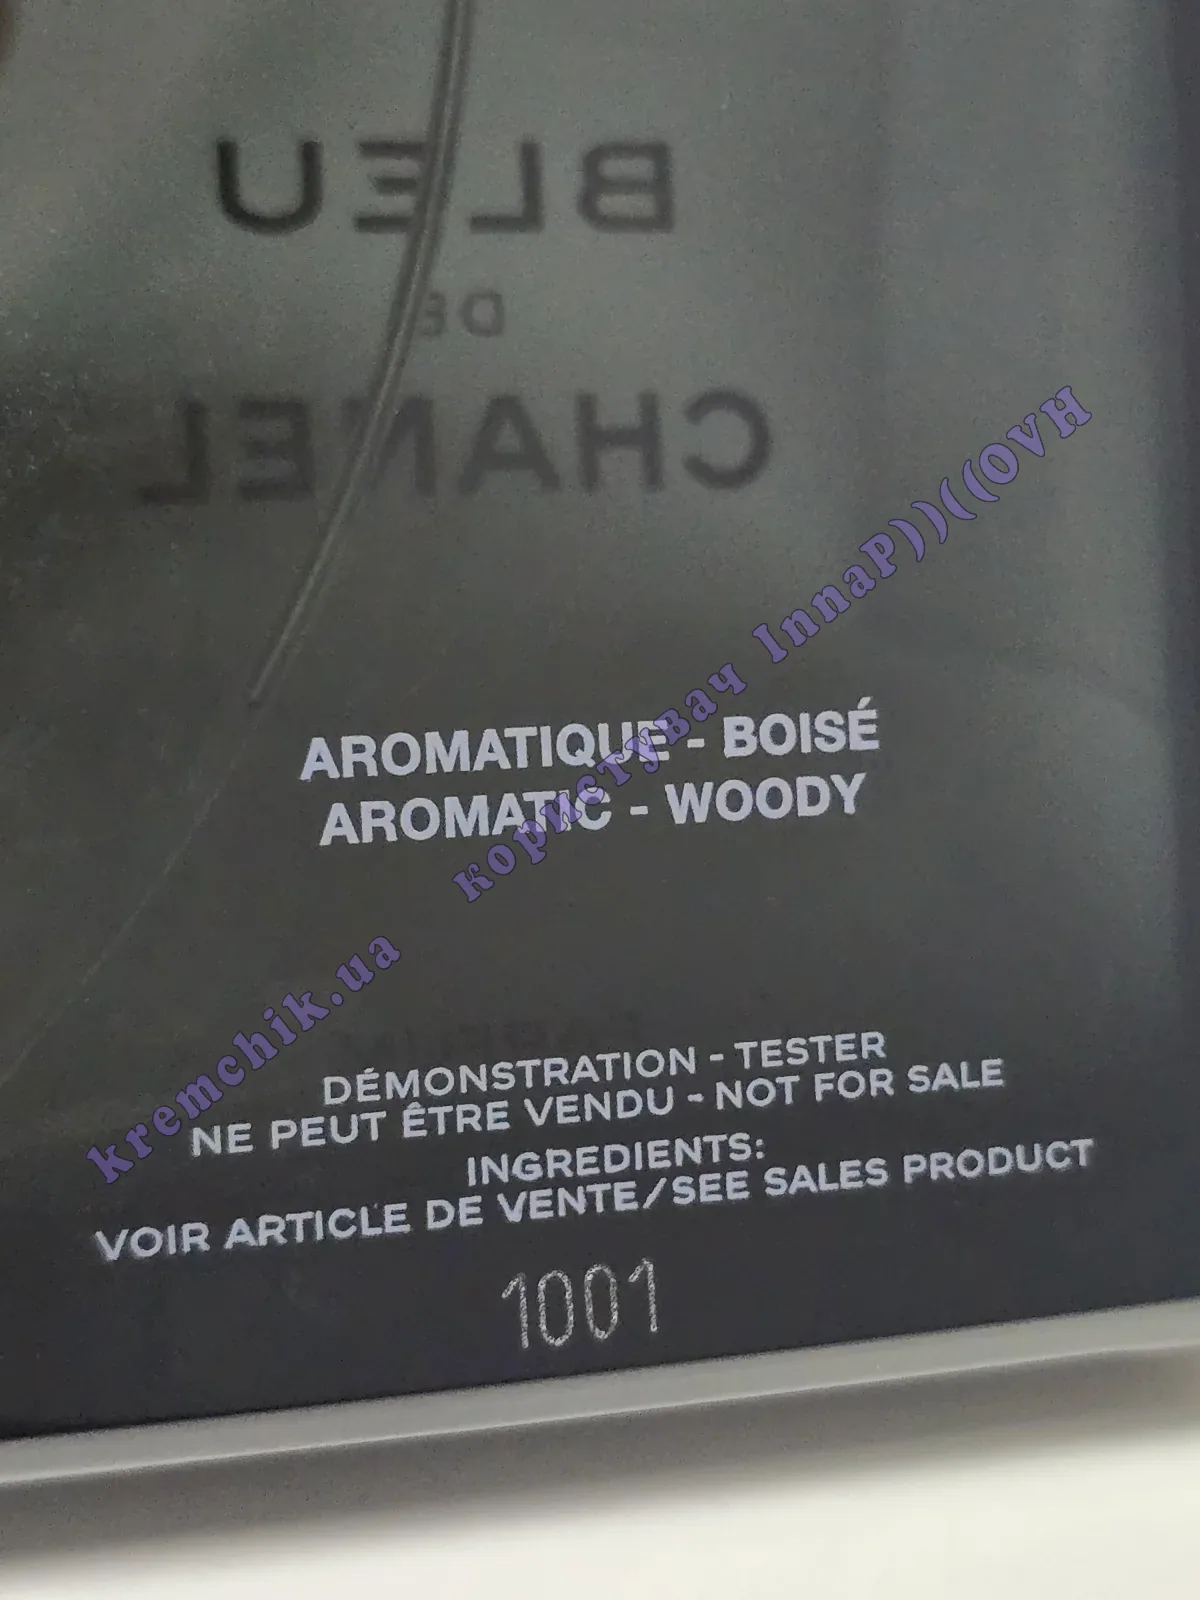 BLEU
DE
CHANEL
AROMATIQUE - BOISÉ
AROMATIC - WOODY
DÉMONSTRATION - TESTER
NE PEUT ÊTRE VENDU - NOT FOR SALE
INGREDIENTS:
VOIR ARTICLE DE VENTE/SEE SALES PRODUCT
1001
kremchik.ua користувач InnaP))((OVH